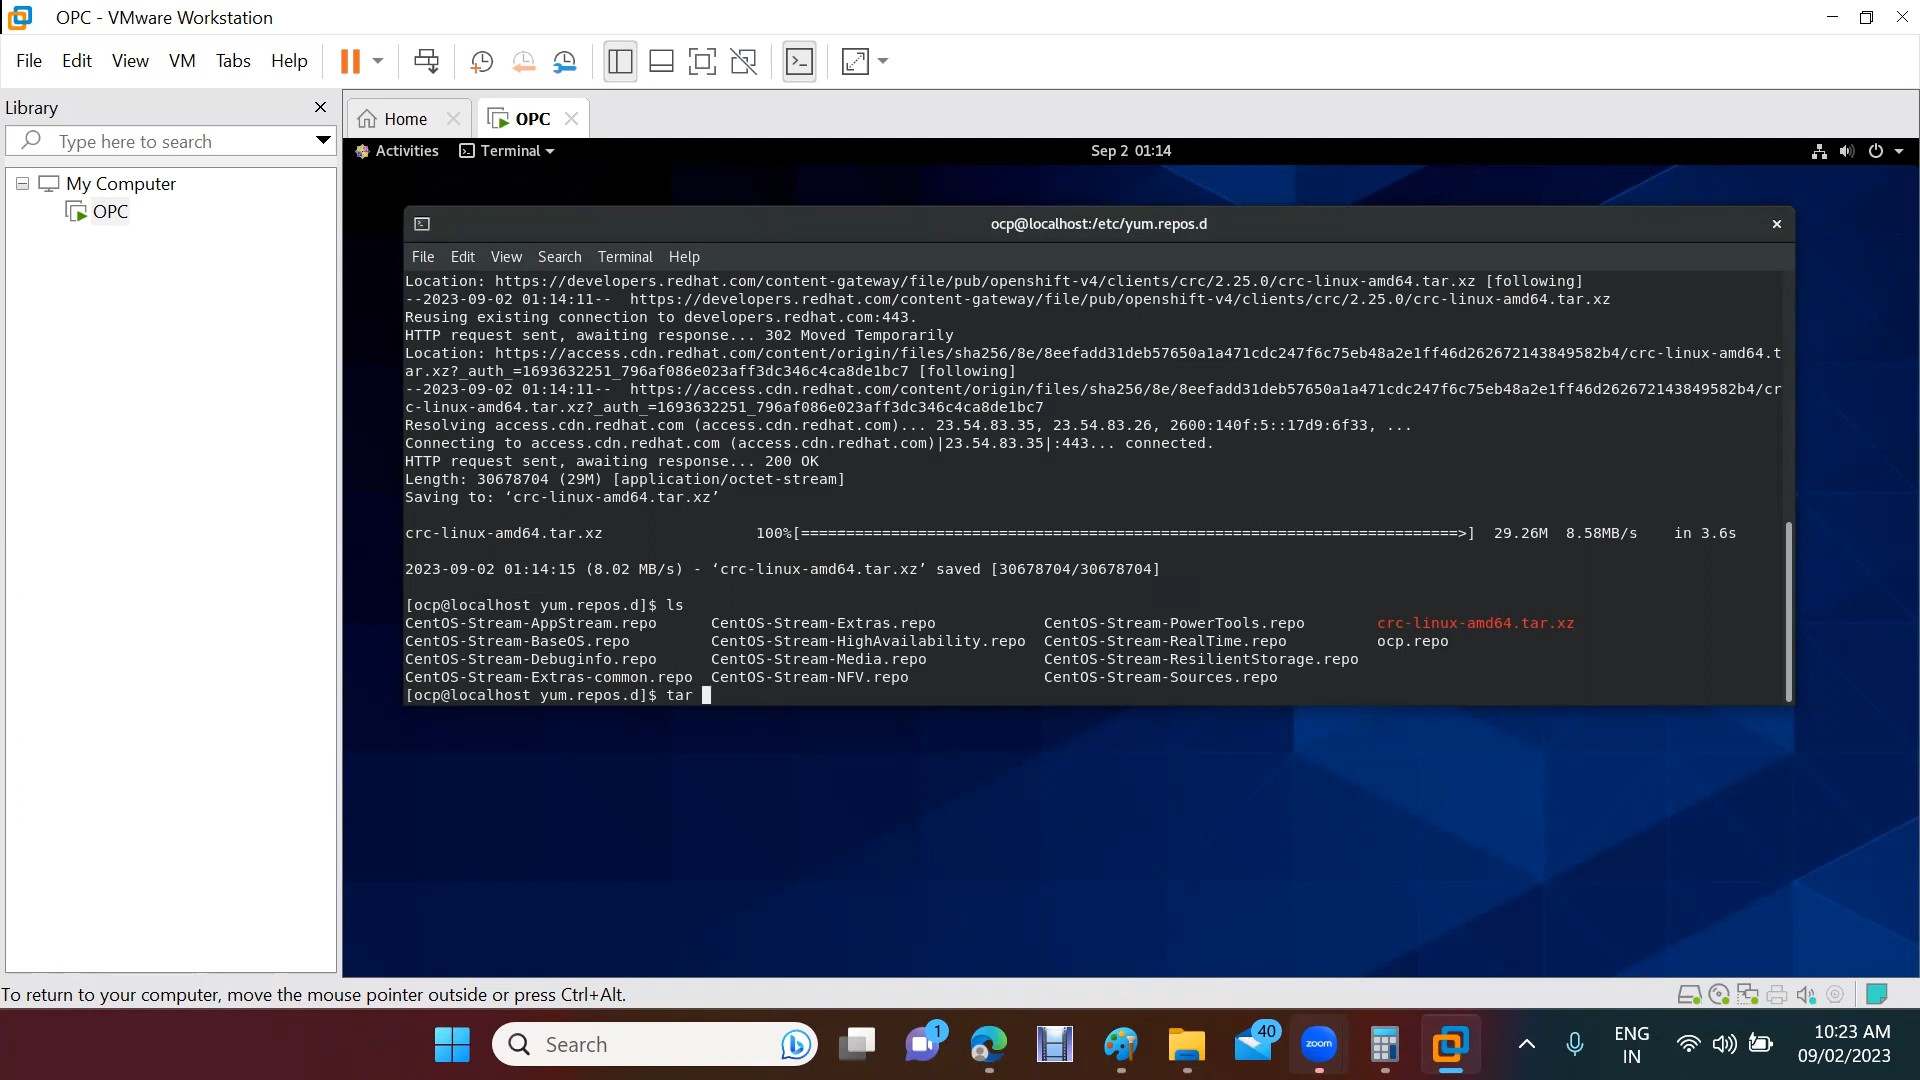 OPC - VMware Workstation
File Edit View VM Tabs Help
Library
Type here to search
My Computer
OPC
Home
OPC
Activities
Terminal
Sep 2 01:14
ocp@localhost:/etc/yum.repos.d
File Edit View Search Terminal Help
Location: https://developers.redhat.com/content-gateway/file/pub/openshift-v4/clients/crc/2.25.0/crc-linux-amd64.tar.xz [following]
--2023-09-02 01:14:11--  https://developers.redhat.com/content-gateway/file/pub/openshift-v4/clients/crc/2.25.0/crc-linux-amd64.tar.xz
Reusing existing connection to developers.redhat.com:443.
HTTP request sent, awaiting response... 302 Moved Temporarily
Location: https://access.cdn.redhat.com/content/origin/files/sha256/8e/8eefadd31deb57650a1a471cdc247f6c75eb48a2e1ff46d262672143849582b4/crc-linux-amd64.t
ar.xz?_auth_=1693632251_796af086e023aff3dc346c4ca8de1bc7 [following]
--2023-09-02 01:14:11--  https://access.cdn.redhat.com/content/origin/files/sha256/8e/8eefadd31deb57650a1a471cdc247f6c75eb48a2e1ff46d262672143849582b4/cr
c-linux-amd64.tar.xz?_auth_=1693632251_796af086e023aff3dc346c4ca8de1bc7
Resolving access.cdn.redhat.com (access.cdn.redhat.com)... 23.54.83.35, 23.54.83.26, 2600:140f:5::17d9:6f33, ...
Connecting to access.cdn.redhat.com (access.cdn.redhat.com)|23.54.83.35|:443... connected.
HTTP request sent, awaiting response... 200 OK
Length: 30678704 (29M) [application/octet-stream]
Saving to: ‘crc-linux-amd64.tar.xz’
crc-linux-amd64.tar.xz 100%[=========================================================================>] 29.26M 8.58MB/s in 3.6s
2023-09-02 01:14:15 (8.02 MB/s) - ‘crc-linux-amd64.tar.xz’ saved [30678704/30678704]
[ocp@localhost yum.repos.d]$ ls
CentOS-Stream-AppStream.repo CentOS-Stream-Extras.repo CentOS-Stream-PowerTools.repo crc-linux-amd64.tar.xz
CentOS-Stream-BaseOS.repo CentOS-Stream-HighAvailability.repo CentOS-Stream-RealTime.repo ocp.repo
CentOS-Stream-Debuginfo.repo CentOS-Stream-Media.repo CentOS-Stream-ResilientStorage.repo
CentOS-Stream-Extras-common.repo CentOS-Stream-NFV.repo CentOS-Stream-Sources.repo
[ocp@localhost yum.repos.d]$ tar
To return to your computer, move the mouse pointer outside or press Ctrl+Alt.
Search
1
40
zoom
ENG
IN
10:23 AM
09/02/2023